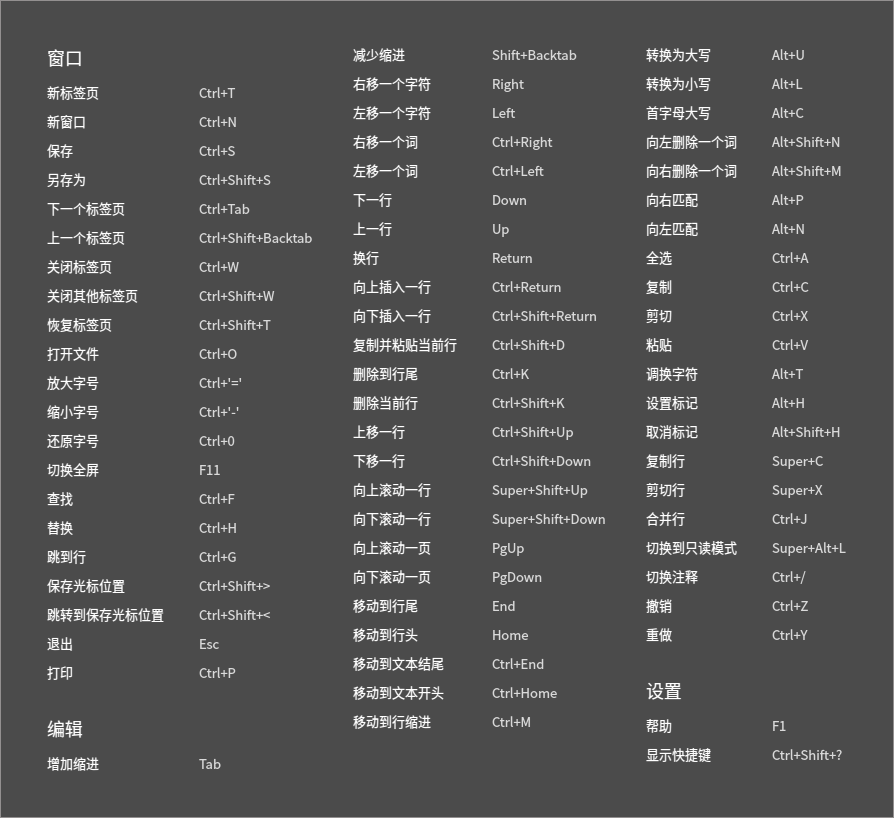 窗口
新标签页 Ctrl+T
新窗口 Ctrl+N
保存 Ctrl+S
另存为 Ctrl+Shift+S
下一个标签页 Ctrl+Tab
上一个标签页 Ctrl+Shift+Backtab
关闭标签页 Ctrl+W
关闭其他标签页 Ctrl+Shift+W
恢复标签页 Ctrl+Shift+T
打开文件 Ctrl+O
放大字号 Ctrl+'='
缩小字号 Ctrl+'-'
还原字号 Ctrl+0
切换全屏 F11
查找 Ctrl+F
替换 Ctrl+H
跳到行 Ctrl+G
保存光标位置 Ctrl+Shift+>
跳转到保存光标位置 Ctrl+Shift+<
退出 Esc
打印 Ctrl+P
编辑
增加缩进 Tab
减少缩进 Shift+Backtab
右移一个字符 Right
左移一个字符 Left
右移一个词 Ctrl+Right
左移一个词 Ctrl+Left
下一行 Down
上一行 Up
换行 Return
向上插入一行 Ctrl+Return
向下插入一行 Ctrl+Shift+Return
复制并粘贴当前行 Ctrl+Shift+D
删除到行尾 Ctrl+K
删除当前行 Ctrl+Shift+K
上移一行 Ctrl+Shift+Up
下移一行 Ctrl+Shift+Down
向上滚动一行 Super+Shift+Up
向下滚动一行 Super+Shift+Down
向上滚动一页 PgUp
向下滚动一页 PgDown
移动到行尾 End
移动到行头 Home
移动到文本结尾 Ctrl+End
移动到文本开头 Ctrl+Home
移动到行缩进 Ctrl+M
转换为大写 Alt+U
转换为小写 Alt+L
首字母大写 Alt+C
向左删除一个词 Alt+Shift+N
向右删除一个词 Alt+Shift+M
向右匹配 Alt+P
向左匹配 Alt+N
全选 Ctrl+A
复制 Ctrl+C
剪切 Ctrl+X
粘贴 Ctrl+V
调换字符 Alt+T
设置标记 Alt+H
取消标记 Alt+Shift+H
复制行 Super+C
剪切行 Super+X
合并行 Ctrl+J
切换到只读模式 Super+Alt+L
切换注释 Ctrl+/
撤销 Ctrl+Z
重做 Ctrl+Y
设置
帮助 F1
显示快捷键 Ctrl+Shift+?